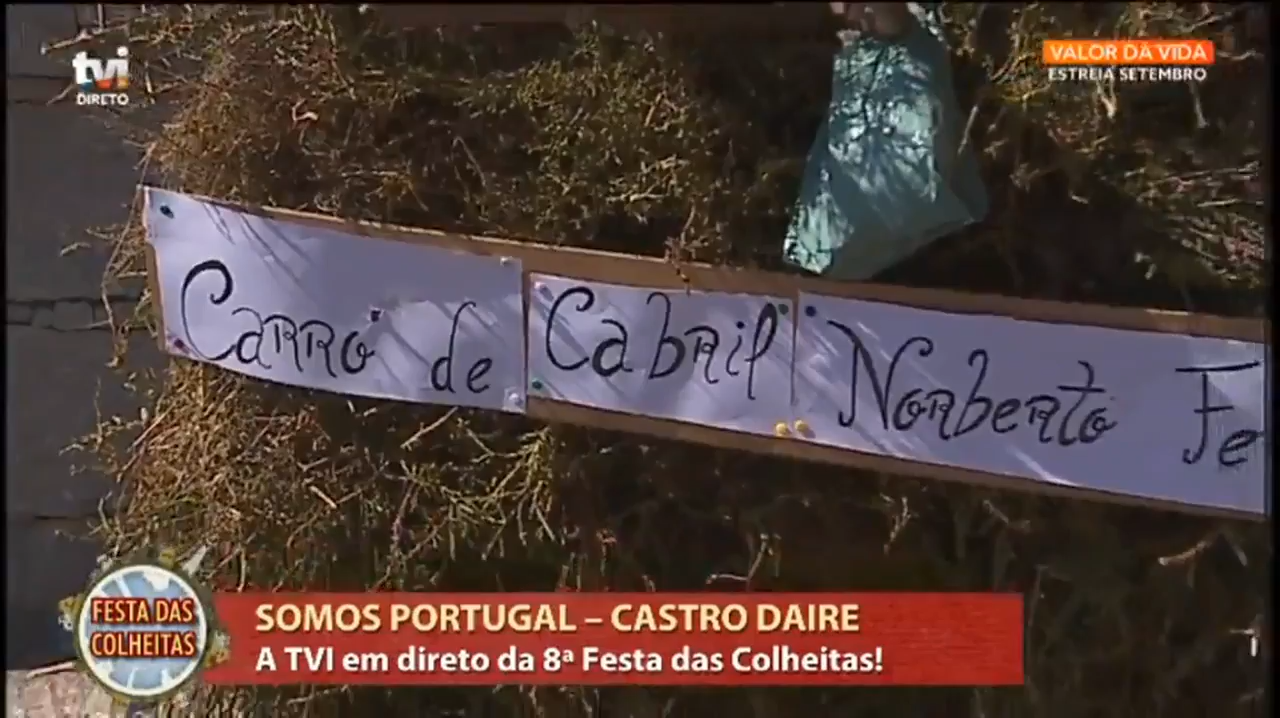 tvi
DIRETO
VALOR DA VIDA
ESTREIA SETEMBRO
Carro de Cabril Norberto Fe
FESTA DAS
COLHEITAS
SOMOS PORTUGAL – CASTRO DAIRE
A TVI em direto da 8ª Festa das Colheitas!